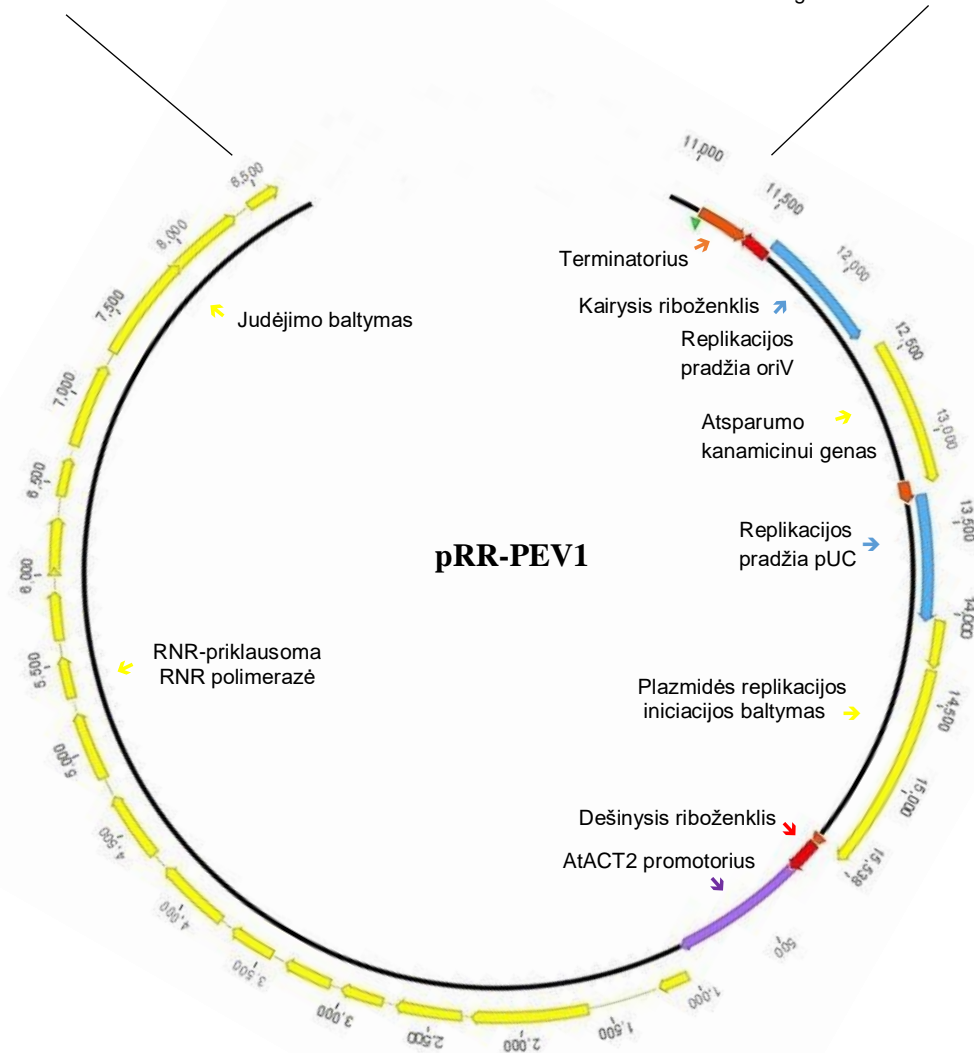 g
11,000
8,500
11,500
8,000
Terminatorius
12,000
7,500
Judėjimo baltymas
Kairysis riboženklis
Replikacijos
pradžia oriV
12,500
7,000
Atsparumo
kanamicinui genas
13,000
6,500
13,500
pRR-PEV1
Replikacijos
pradžia pUC
6,000
14,000
RNR-priklausoma
RNR polimerazė
5,500
Plazmidės replikacijos
iniciacijos baltymas
14,500
5,000
15,000
Dešinysis riboženklis
4,500
AtACT2 promotorius
15,538
4,000
500
3,500
1,000
3,000
2,500
2,000
1,500